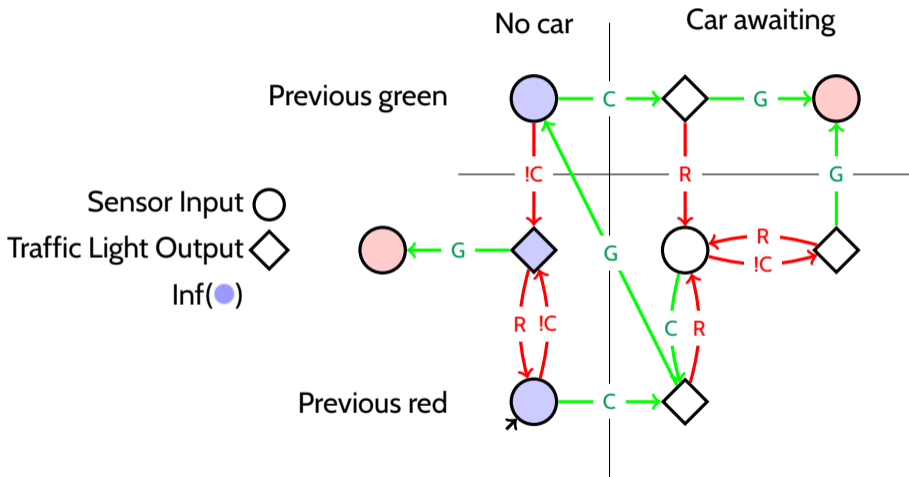 No car
Car awaiting
Previous green
C
G
!C
R
G
Sensor Input
Traffic Light Output
G
G
R
!C
Inf( )
R
!C
C
R
Previous red
C